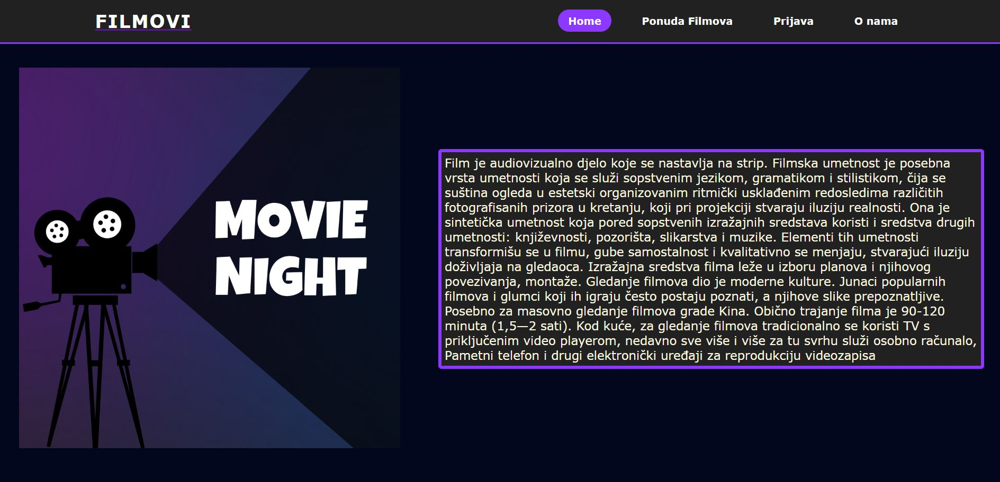 FILMOVI
Home
Ponuda Filmova
Prijava
O nama
MOVIE
NIGHT
Film je audiovizualno djelo koje se nastavlja na strip. Filmska umetnost je posebna
vrsta umetnosti koja se služi sopstvenim jezikom, gramatikom i stilistikom, čija se
suština ogleda u estetski organizovanim ritmički usklađenim redosledima različitih
fotografisanih prizora u kretanju, koji pri projekciji stvaraju iluziju realnosti. Ona je
sintetička umetnost koja pored sopstvenih izražajnih sredstava koristi i sredstva drugih
umetnosti: književnosti, pozorišta, slikarstva i muzike. Elementi tih umetnosti
transformišu se u filmu, gube samostalnost i kvalitativno se menjaju, stvarajući iluziju
doživljaja na gledaoca. Izražajna sredstva filma leže u izboru planova i njihovog
povezivanja, montaže. Gledanje filmova dio je moderne kulture. Junaci popularnih
filmova i glumci koji ih igraju često postaju poznati, a njihove slike prepoznatljive.
Posebno za masovno gledanje filmova grade Kina. Obično trajanje filma je 90-120
minuta (1,5—2 sati). Kod kuće, za gledanje filmova tradicionalno se koristi TV s
priključenim video playerom, nedavno sve više i više za tu svrhu služi osobno računalo,
Pametni telefon i drugi elektronički uređaji za reprodukciju videozapisa